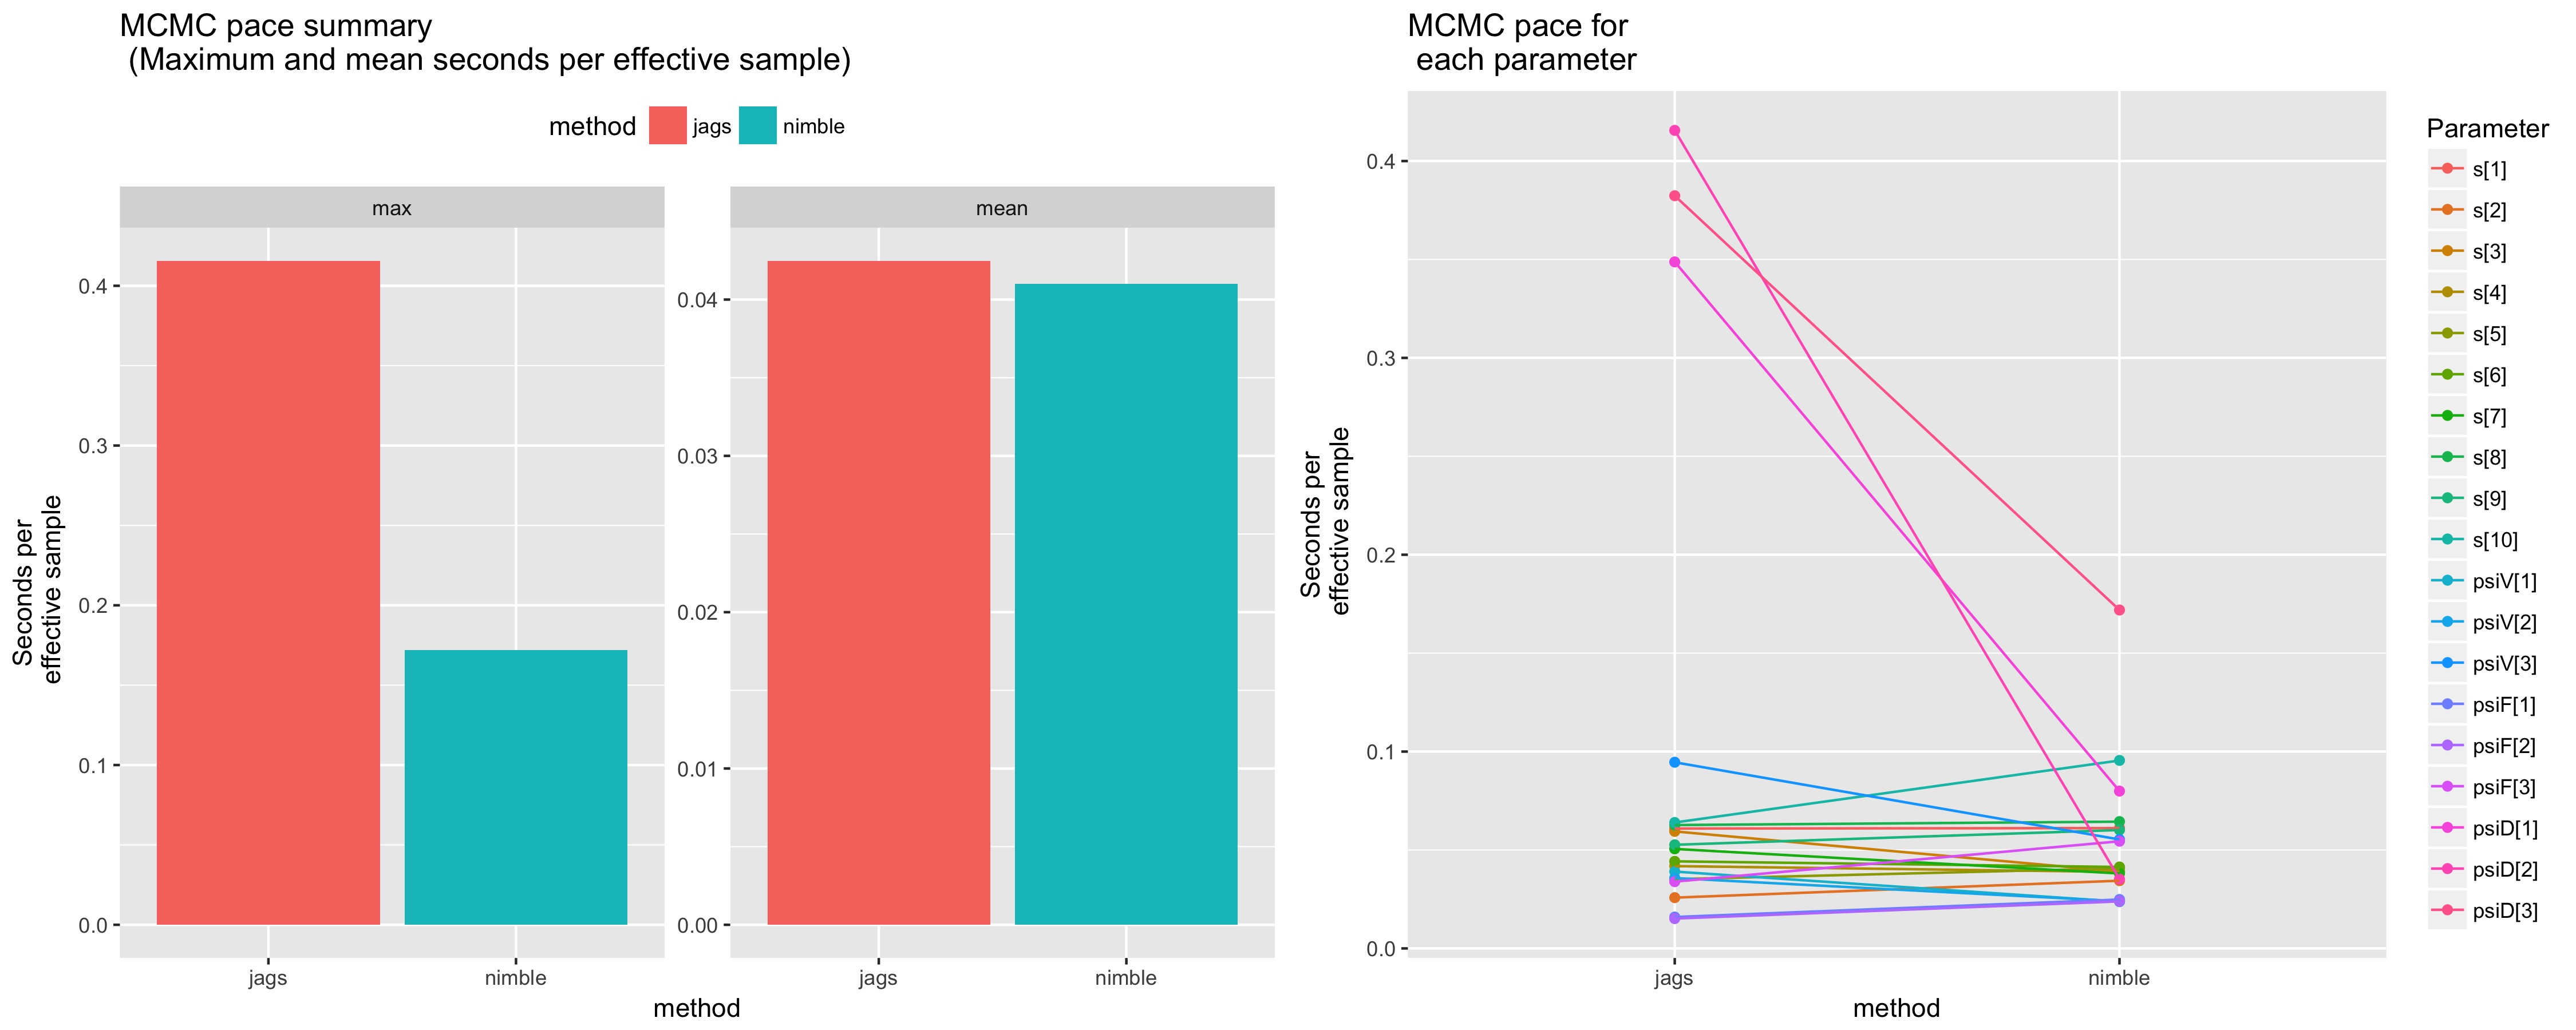 MCMC pace summary
(Maximum and mean seconds per effective sample)
method jags nimble
max
mean
Seconds per
effective sample
0.4
0.3
0.2
0.1
0.0
0.04
0.03
0.02
0.01
0.00
jags nimble
jags nimble
method
MCMC pace for
each parameter
Seconds per
effective sample
0.4
0.3
0.2
0.1
0.0
jags nimble
method
Parameter
s[1]
s[2]
s[3]
s[4]
s[5]
s[6]
s[7]
s[8]
s[9]
s[10]
psiV[1]
psiV[2]
psiV[3]
psiF[1]
psiF[2]
psiF[3]
psiD[1]
psiD[2]
psiD[3]